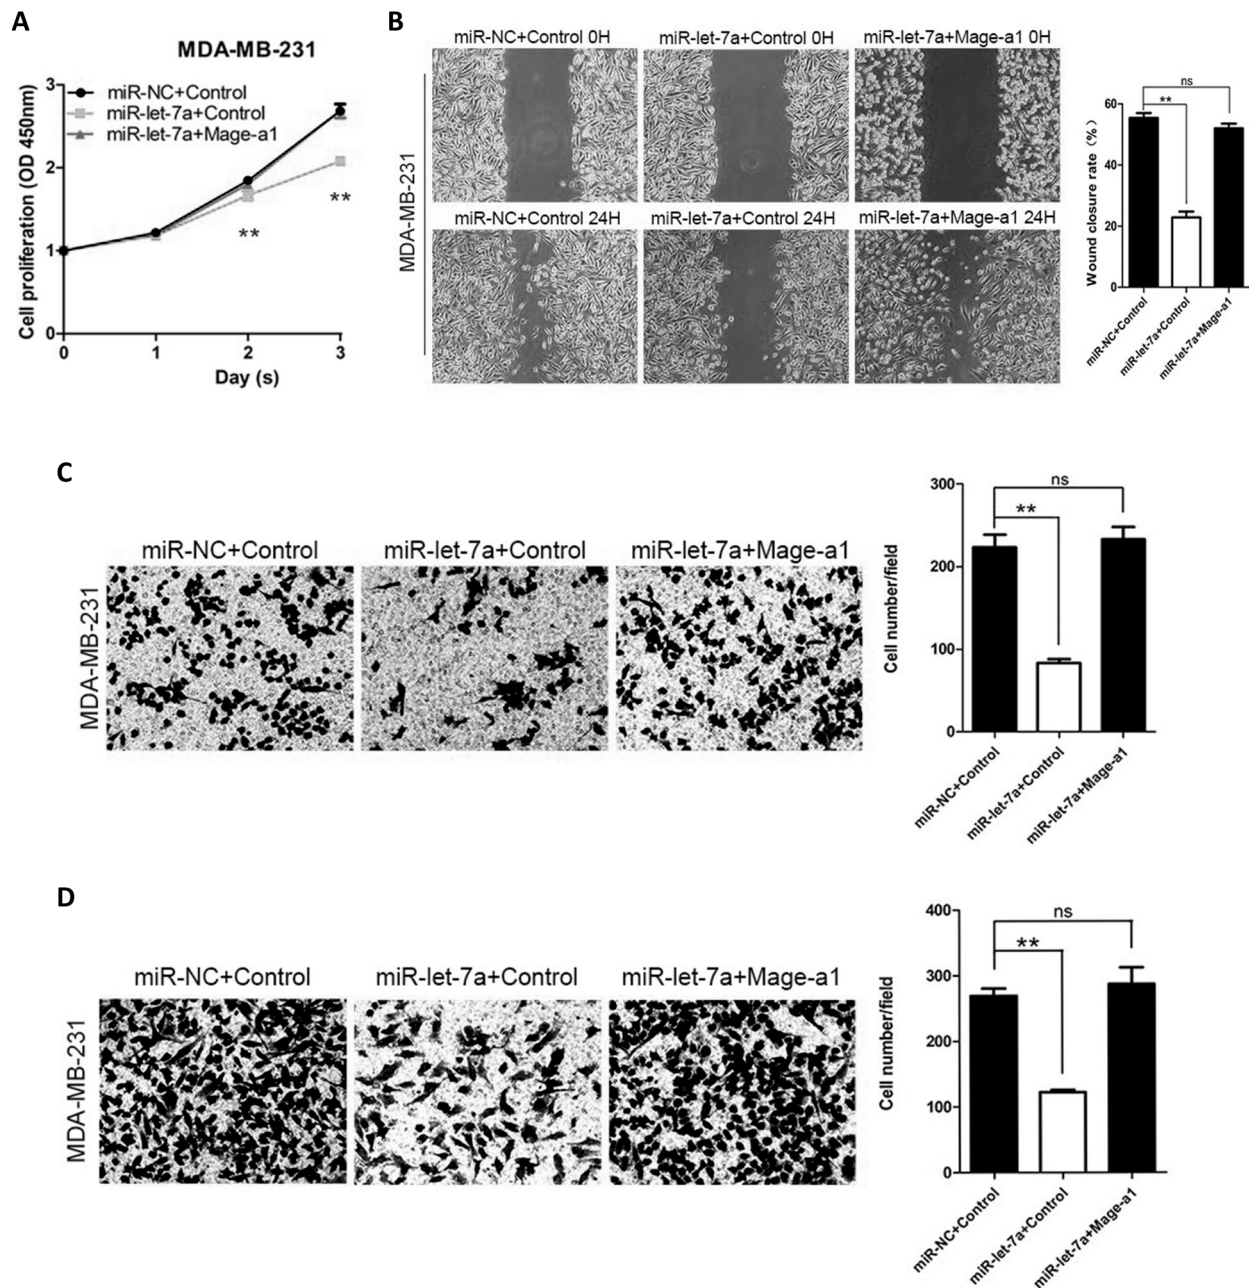 A
MDA-MB-231
miR-NC+Control
miR-let-7a+Control
miR-let-7a+Mage-a1
**
**
Cell proliferation (OD 450nm)
3
2
1
0
0 1 2 3
Day (s)
B
miR-NC+Control 0H miR-let-7a+Control 0H miR-let-7a+Mage-a1 0H
MDA-MB-231
miR-NC+Control 24H miR-let-7a+Control 24H miR-let-7a+Mage-a1 24H
ns
**
Wound closure rate (%)
60
40
20
0
miR-NC+Control
miR-let-7a+Control
miR-let-7a+Mage-a1
C
miR-NC+Control miR-let-7a+Control miR-let-7a+Mage-a1
MDA-MB-231
ns
**
Cell number/field
300
200
100
0
miR-NC+Control
miR-let-7a+Control
miR-let-7a+Mage-a1
D
miR-NC+Control miR-let-7a+Control miR-let-7a+Mage-a1
MDA-MB-231
ns
**
Cell number/field
400
300
200
100
0
miR-NC+Control
miR-let-7a+Control
miR-let-7a+Mage-a1